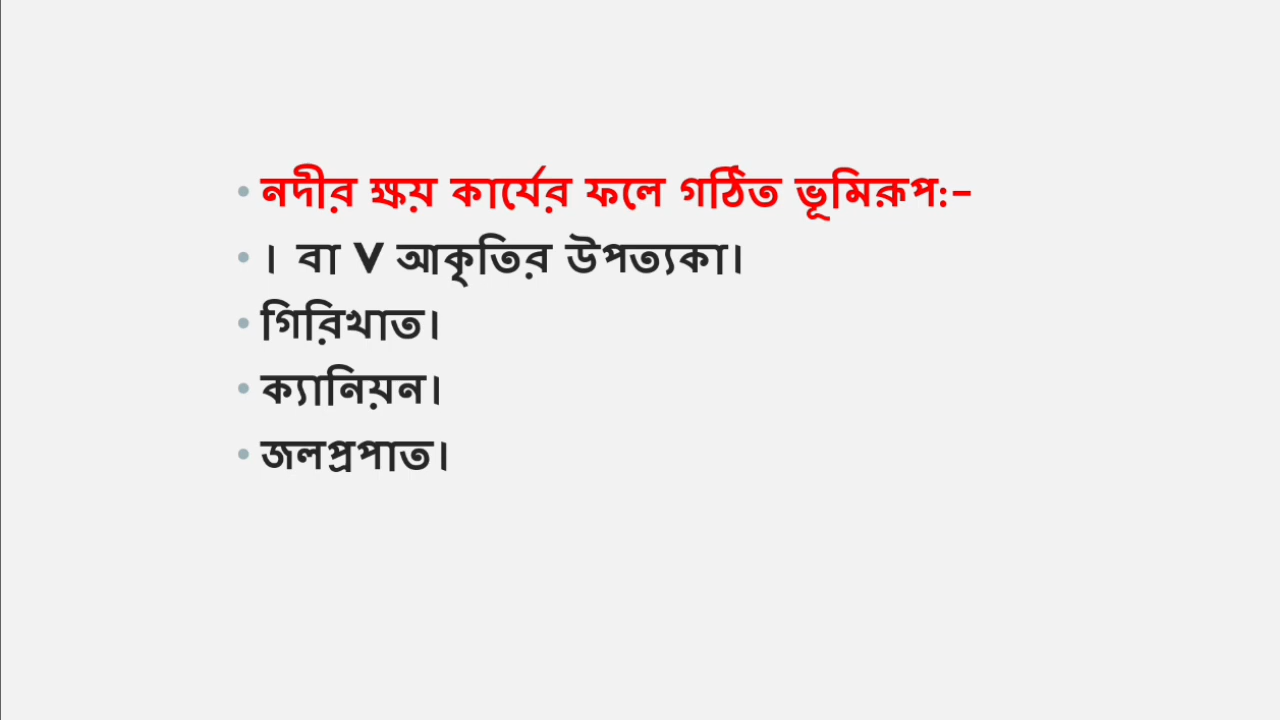 • নদীর ক্ষয় কার্যের ফলে গঠিত ভূমিরূপ:-
• । বা V আকৃতির উপত্যকা।
• গিরিখাত।
• ক্যানিয়ন।
• জলপ্রপাত।